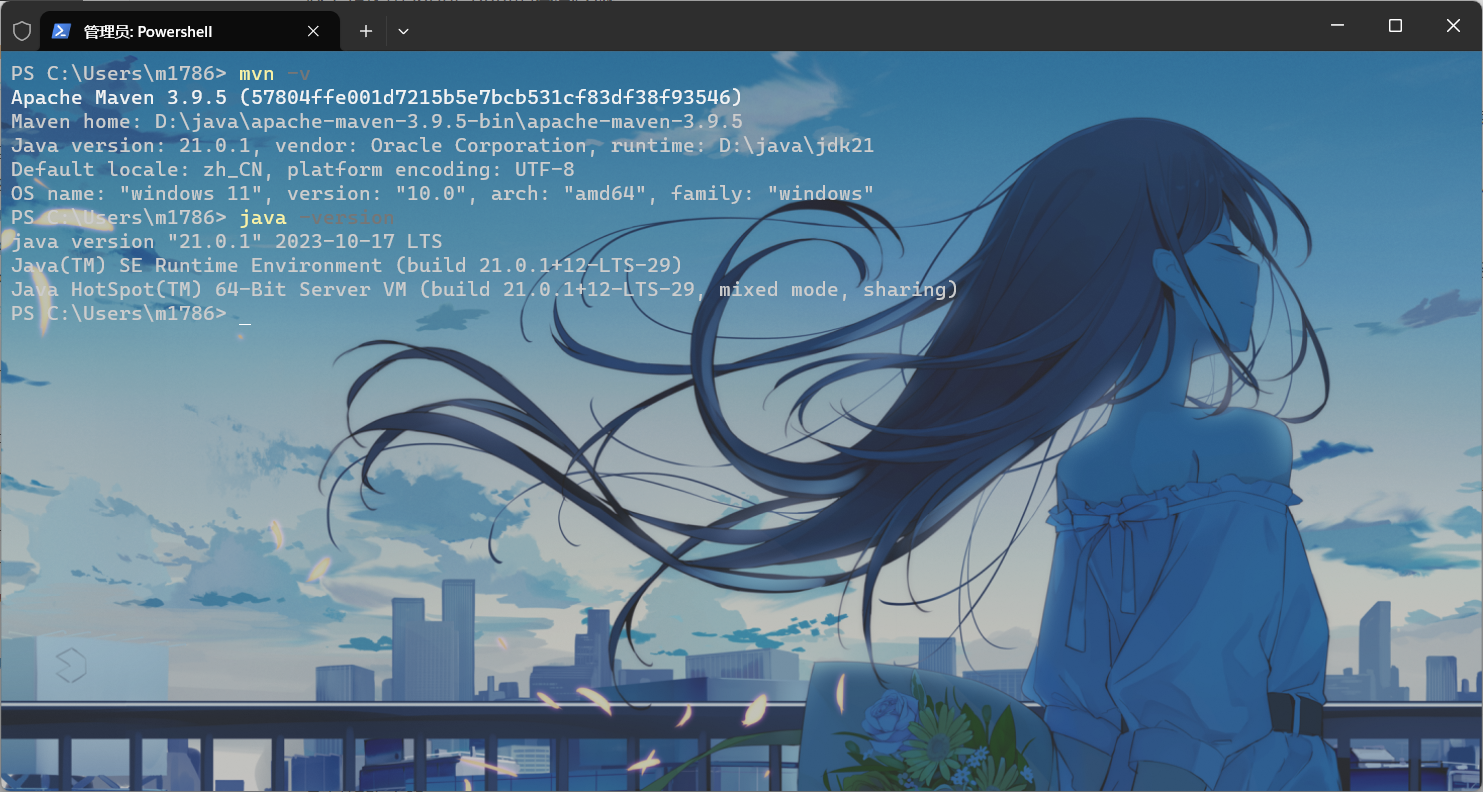 管理员: Powershell
PS C:\Users\m1786> mvn -v
Apache Maven 3.9.5 (57804ffe001d7215b5e7bcb531cf83df38f93546)
Maven home: D:\java\apache-maven-3.9.5-bin\apache-maven-3.9.5
Java version: 21.0.1, vendor: Oracle Corporation, runtime: D:\java\jdk21
Default locale: zh_CN, platform encoding: UTF-8
OS name: "windows 11", version: "10.0", arch: "amd64", family: "windows"
PS C:\Users\m1786> java -version
java version "21.0.1" 2023-10-17 LTS
Java(TM) SE Runtime Environment (build 21.0.1+12-LTS-29)
Java HotSpot(TM) 64-Bit Server VM (build 21.0.1+12-LTS-29, mixed mode, sharing)
PS C:\Users\m1786> _